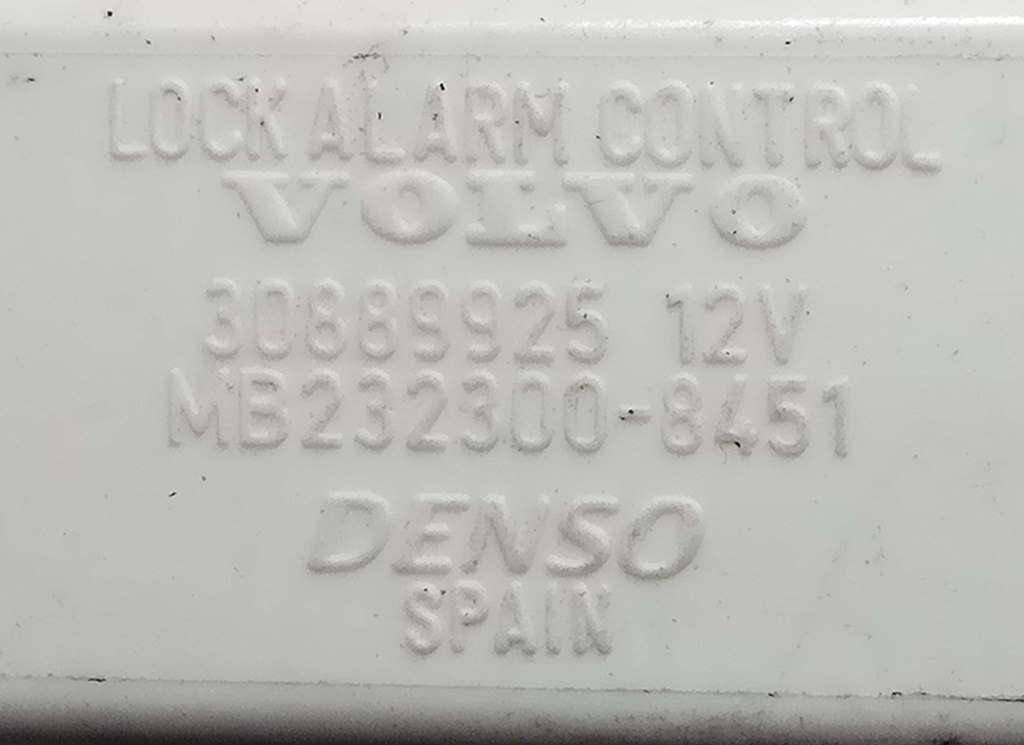 LOCK ALARM CONTROL
VOLVO
30889925 12V
MB232300-8451
DENSO
SPAIN